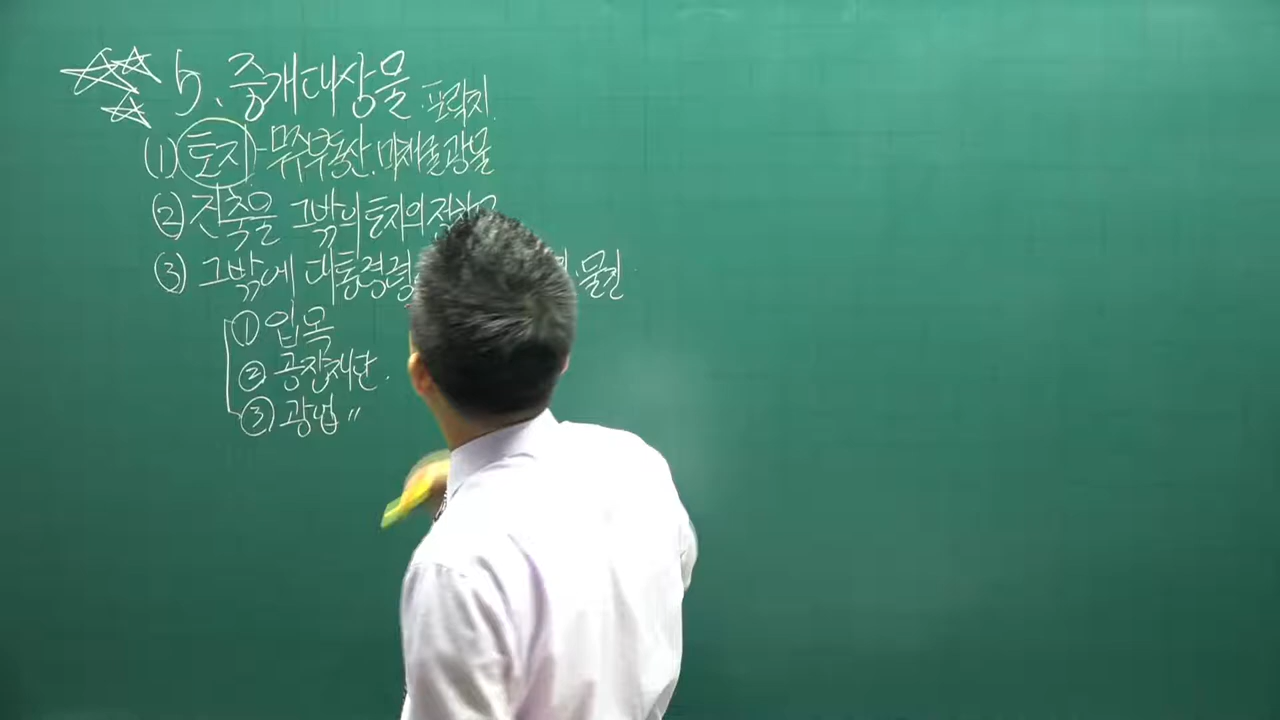 5. 중개대상물
(1) 토지 - 무주부동산, 미채굴광물
(2) 건축물 그밖의 토지의
(3) 그밖에 대통령령 물건
① 입목
② 공장재단.
③ 광업 〃